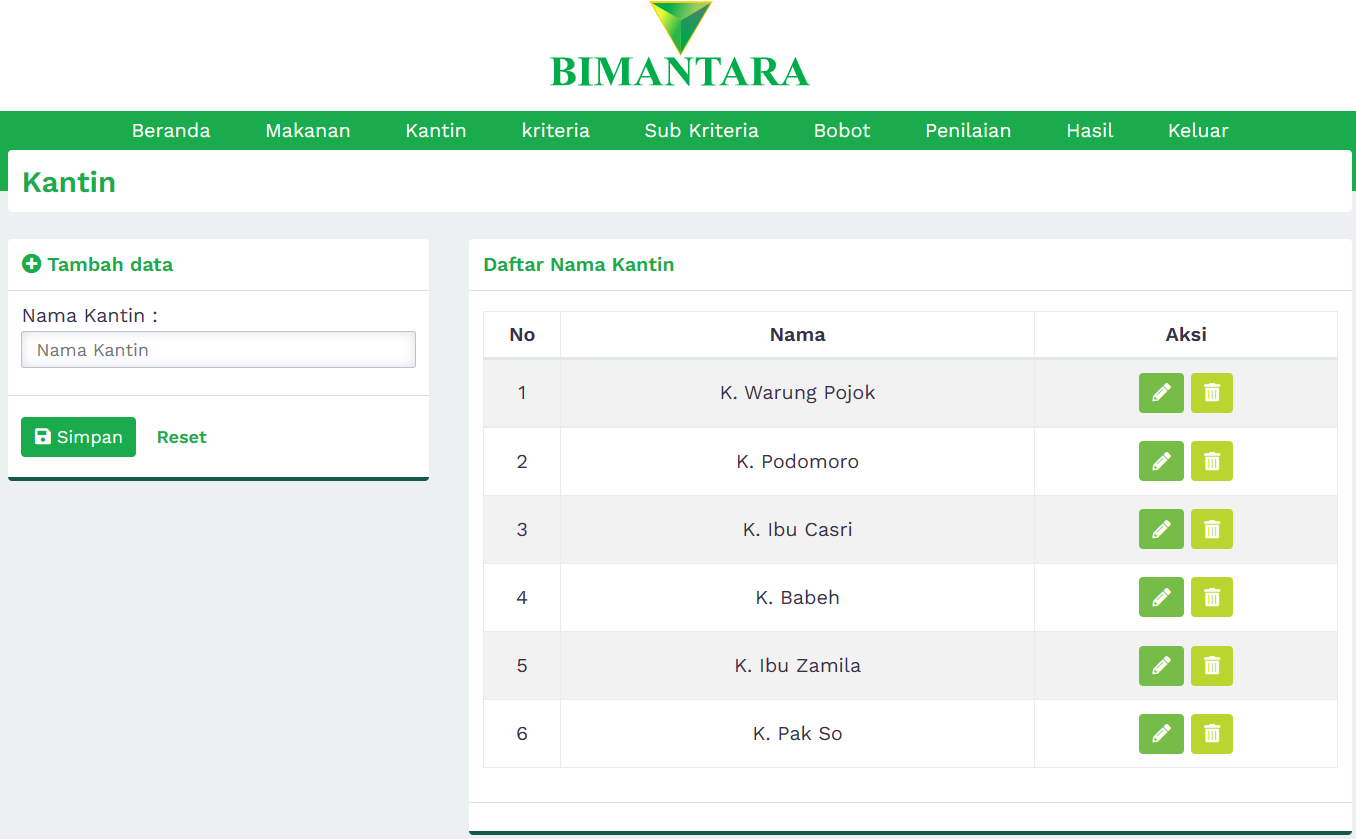 BIMANTARA
Beranda Makanan Kantin kriteria Sub Kriteria Bobot Penilaian Hasil Keluar
Kantin
Tambah data
Nama Kantin :
Nama Kantin
Simpan Reset
Daftar Nama Kantin
No Nama Aksi
1 K. Warung Pojok
2 K. Podomoro
3 K. Ibu Casri
4 K. Babeh
5 K. Ibu Zamila
6 K. Pak So